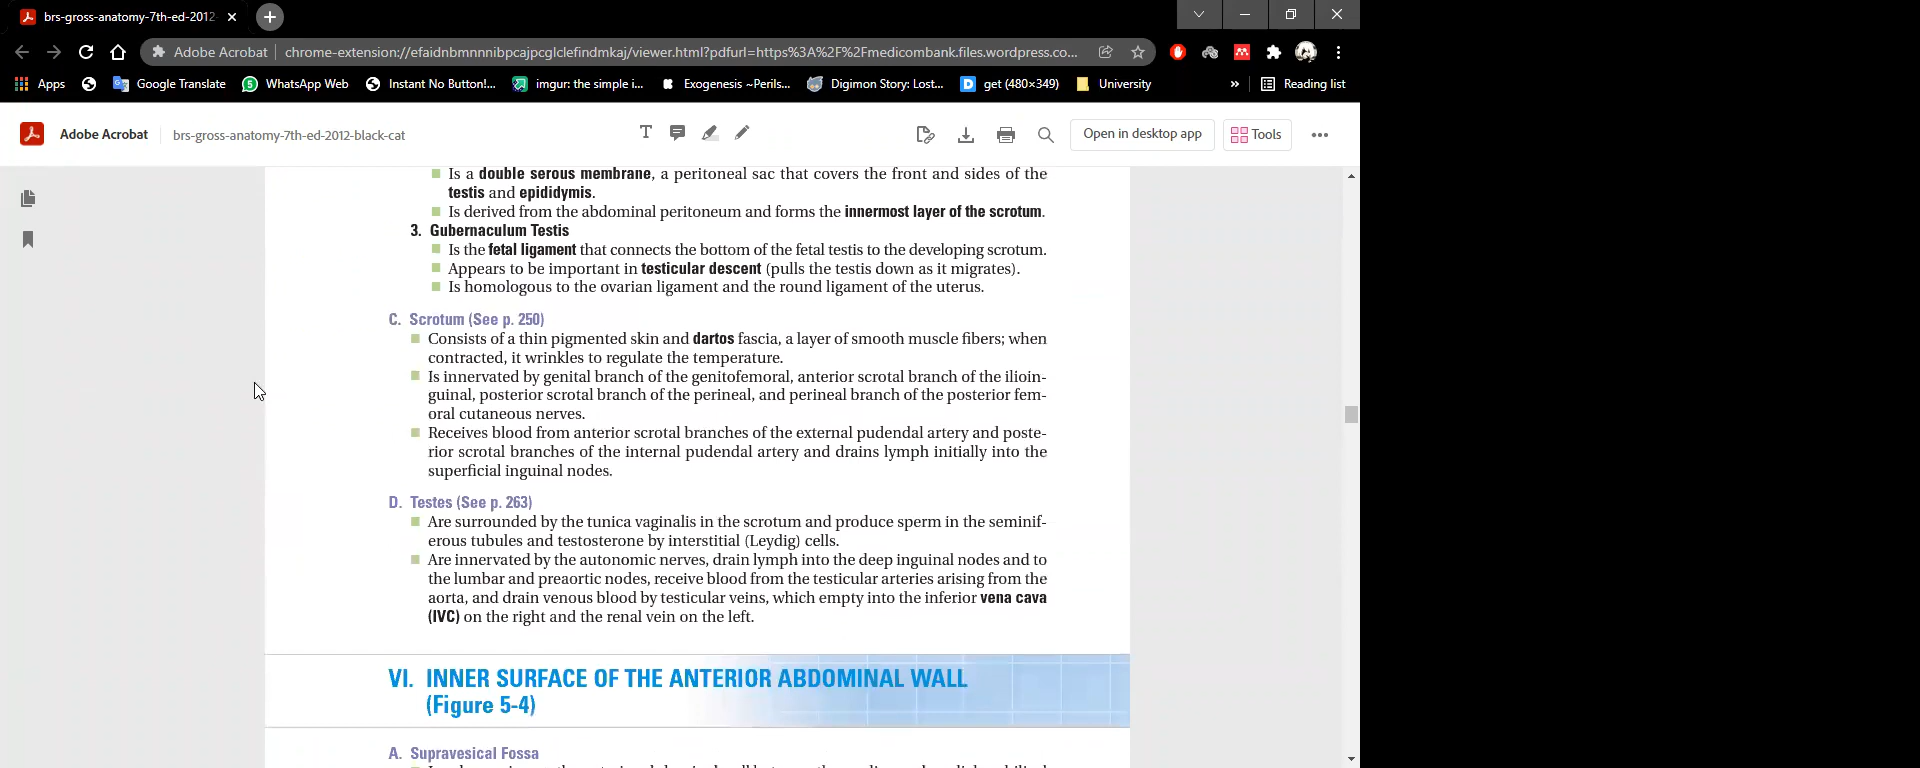 brs-gross-anatomy-7th-ed-2012-
Adobe Acrobat chrome-extension://efaidnbmnnnibpcajpcglclefindmkaj/viewer.html?pdfurl=https%3A%2F%2Fmedicombank.files.wordpress.co...
Apps Google Translate WhatsApp Web Instant No Button!... imgur: the simple i... Exogenesis ~Perils... Digimon Story: Lost... get (480×349) University » Reading list
Adobe Acrobat brs-gross-anatomy-7th-ed-2012-black-cat Open in desktop app Tools
Is a double serous membrane, a peritoneal sac that covers the front and sides of the
testis and epididymis.
Is derived from the abdominal peritoneum and forms the innermost layer of the scrotum.
3. Gubernaculum Testis
Is the fetal ligament that connects the bottom of the fetal testis to the developing scrotum.
Appears to be important in testicular descent (pulls the testis down as it migrates).
Is homologous to the ovarian ligament and the round ligament of the uterus.
C. Scrotum (See p. 250)
Consists of a thin pigmented skin and dartos fascia, a layer of smooth muscle fibers; when
contracted, it wrinkles to regulate the temperature.
Is innervated by genital branch of the genitofemoral, anterior scrotal branch of the ilioin-
guinal, posterior scrotal branch of the perineal, and perineal branch of the posterior fem-
oral cutaneous nerves.
Receives blood from anterior scrotal branches of the external pudendal artery and poste-
rior scrotal branches of the internal pudendal artery and drains lymph initially into the
superficial inguinal nodes.
D. Testes (See p. 263)
Are surrounded by the tunica vaginalis in the scrotum and produce sperm in the seminif-
erous tubules and testosterone by interstitial (Leydig) cells.
Are innervated by the autonomic nerves, drain lymph into the deep inguinal nodes and to
the lumbar and preaortic nodes, receive blood from the testicular arteries arising from the
aorta, and drain venous blood by testicular veins, which empty into the inferior vena cava
(IVC) on the right and the renal vein on the left.
VI. INNER SURFACE OF THE ANTERIOR ABDOMINAL WALL
(Figure 5-4)
A. Supravesical Fossa